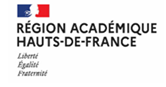 RÉGION ACADÉMIQUE
HAUTS-DE-FRANCE
Liberté
Égalité
Fraternité